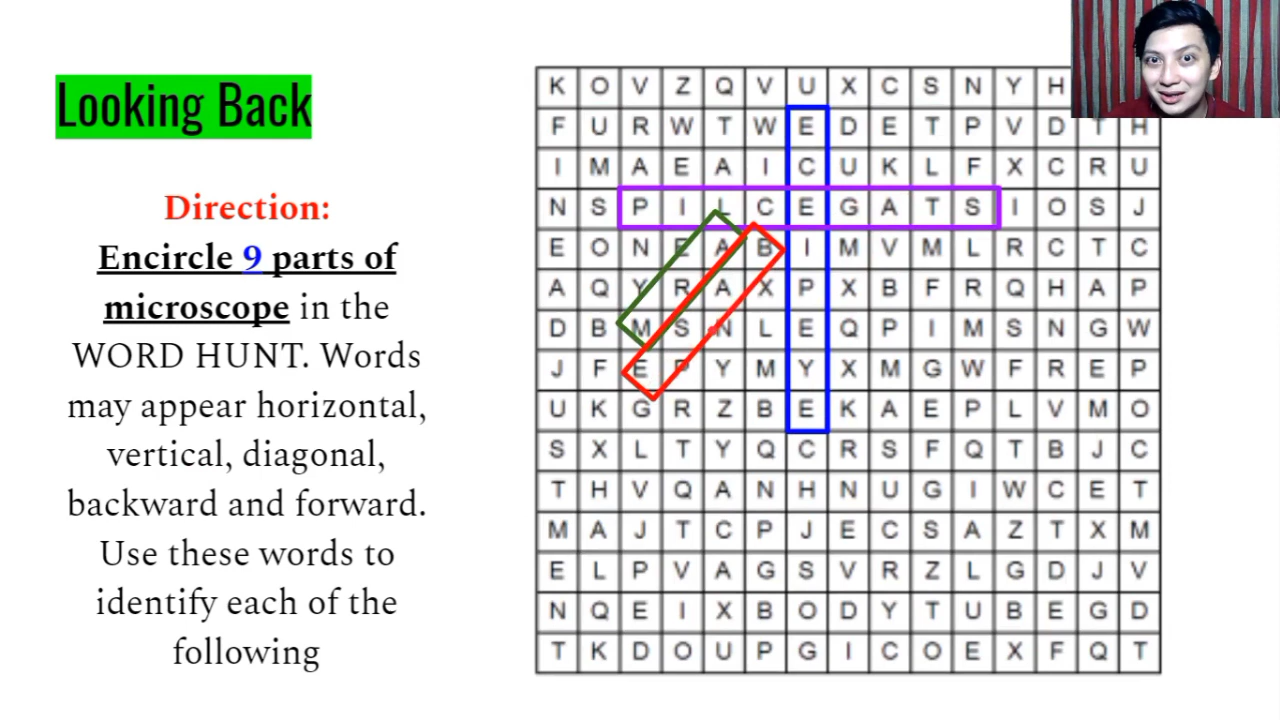 Looking Back
Direction:
Encircle 9 parts of
microscope in the
WORD HUNT. Words
may appear horizontal,
vertical, diagonal,
backward and forward.
Use these words to
identify each of the
following
K O V Z Q V U X C S N Y H
F U R W T W E D E T P V D T H
I M A E A I C U K L F X C R U
N S P I L C E G A T S I O S J
E O N E A B I M V M L R C T C
A Q Y R A X P X B F R Q H A P
D B M S N L E Q P I M S N G W
J F E P Y M Y X M G W F R E P
U K G R Z B E K A E P L V M O
S X L T Y Q C R S F Q T B J C
T H V Q A N H N U G I W C E T
M A J T C P J E C S A Z T X M
E L P V A G S V R Z L G D J V
N Q E I X B O D Y T U B E G D
T K D O U P G I C O E X F Q T